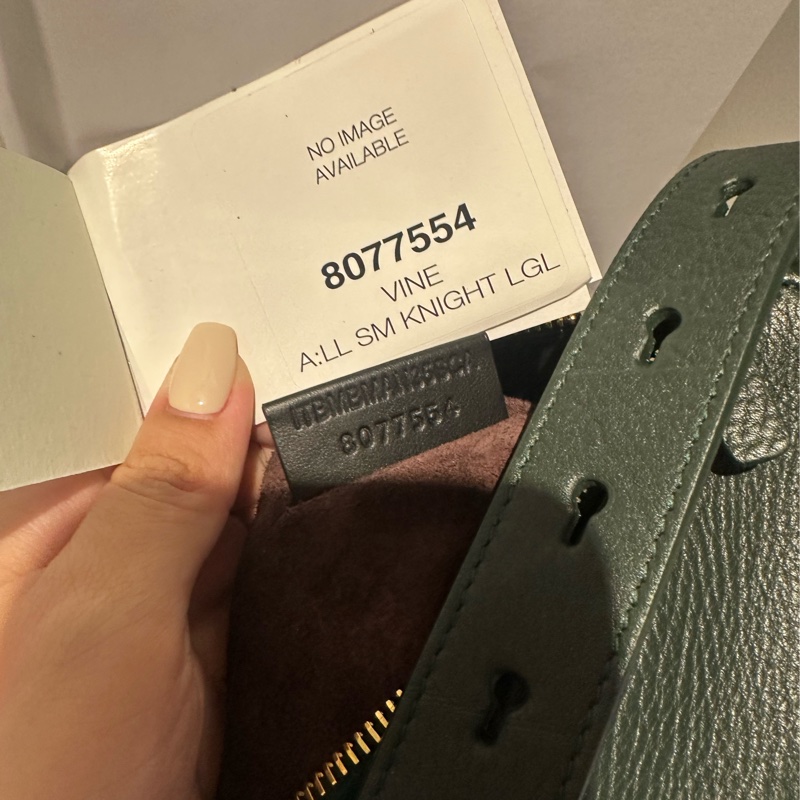 NO IMAGE
AVAILABLE
8077554
VINE
A:LL SM KNIGHT LGL
8077554